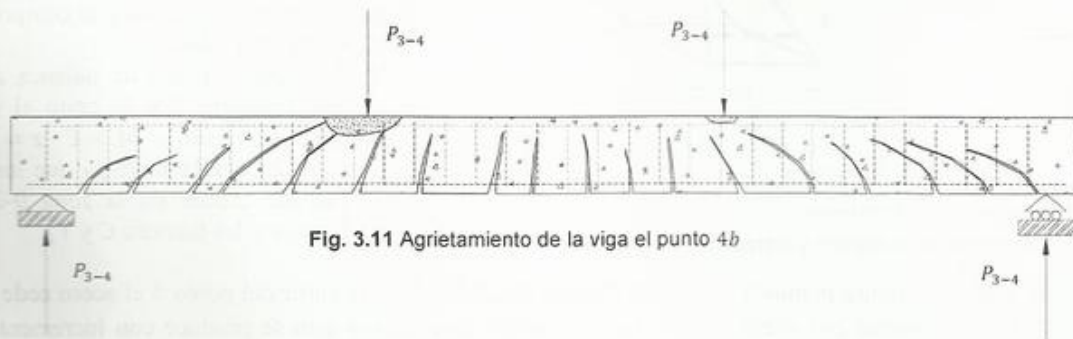 P₃₋₄
P₃₋₄
Fig. 3.11 Agrietamiento de la viga el punto 4b
P₃₋₄
P₃₋₄